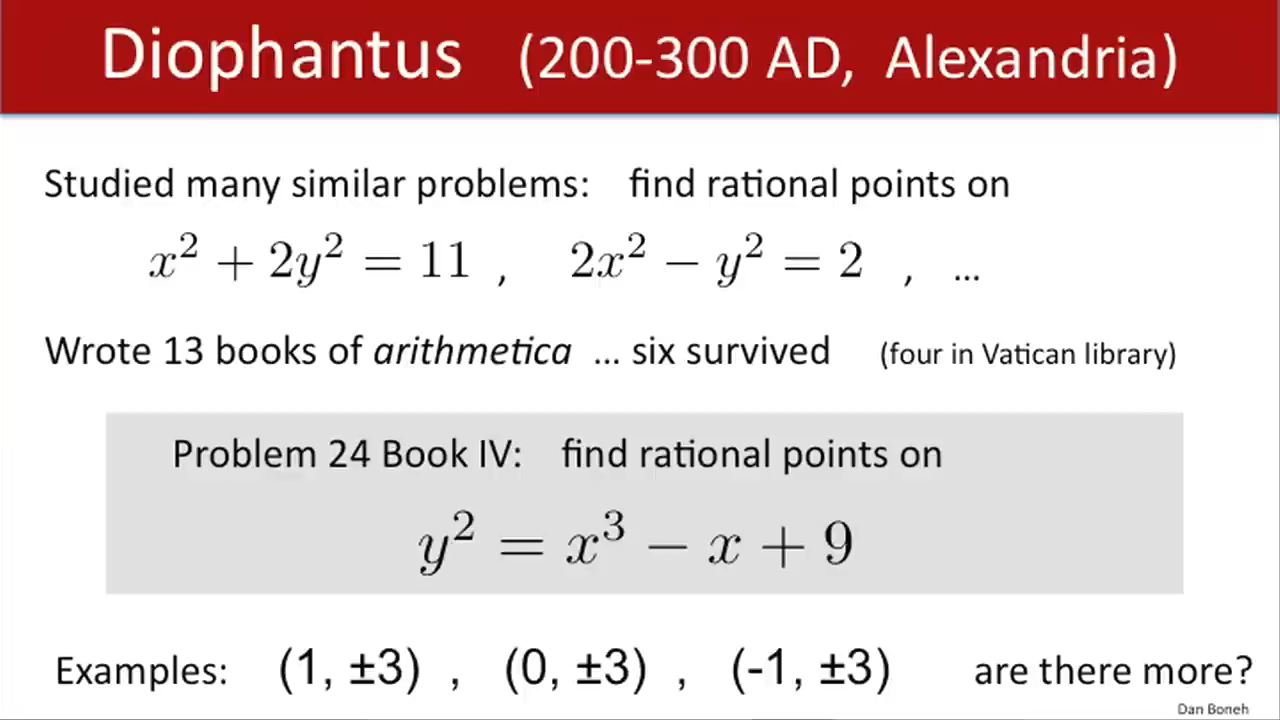 Diophantus (200-300 AD, Alexandria)
Studied many similar problems: find rational points on
x² + 2y² = 11 , 2x² − y² = 2 , ...
Wrote 13 books of arithmetica ... six survived (four in Vatican library)
Problem 24 Book IV: find rational points on
y² = x³ − x + 9
Examples: (1, ±3) , (0, ±3) , (-1, ±3) are there more?
Dan Boneh